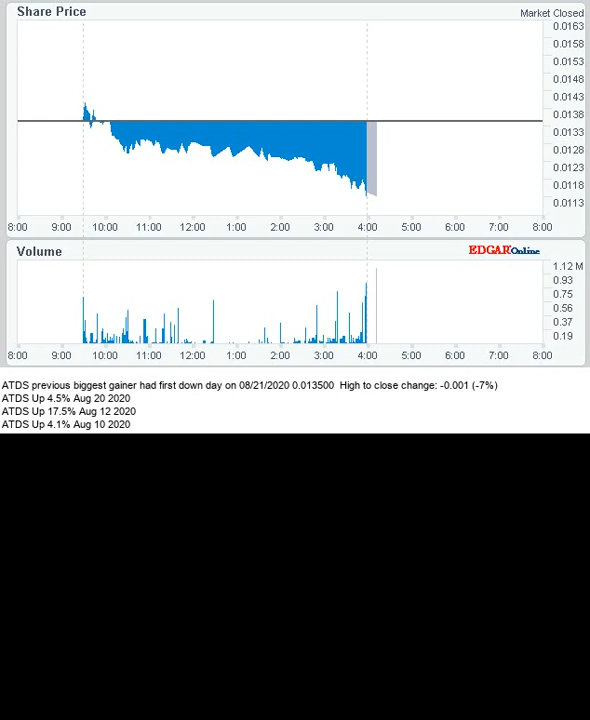 Share Price
Market Closed
0.0163
0.0158
0.0153
0.0148
0.0143
0.0138
0.0133
0.0128
0.0123
0.0118
0.0113
8:00 9:00 10:00 11:00 12:00 1:00 2:00 3:00 4:00 5:00 6:00 7:00 8:00
Volume
EDGAR Online
1.12 M
0.93
0.75
0.56
0.37
0.19
8:00 9:00 10:00 11:00 12:00 1:00 2:00 3:00 4:00 5:00 6:00 7:00 8:00
ATDS previous biggest gainer had first down day on 08/21/2020 0.013500 High to close change: -0.001 (-7%)
ATDS Up 4.5% Aug 20 2020
ATDS Up 17.5% Aug 12 2020
ATDS Up 4.1% Aug 10 2020